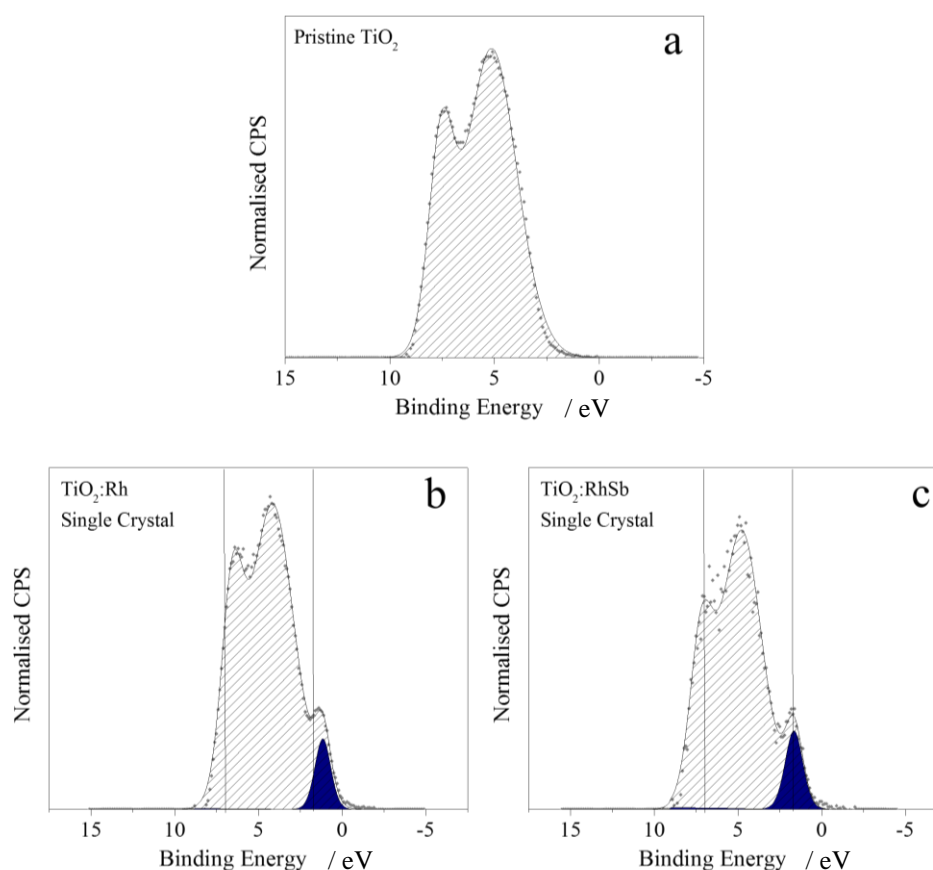 Pristine TiO₂
a
Normalised CPS
15 10 5 0 -5
Binding Energy / eV
TiO₂:Rh
Single Crystal
b
Normalised CPS
15 10 5 0 -5
Binding Energy / eV
TiO₂:RhSb
Single Crystal
c
Normalised CPS
15 10 5 0 -5
Binding Energy / eV